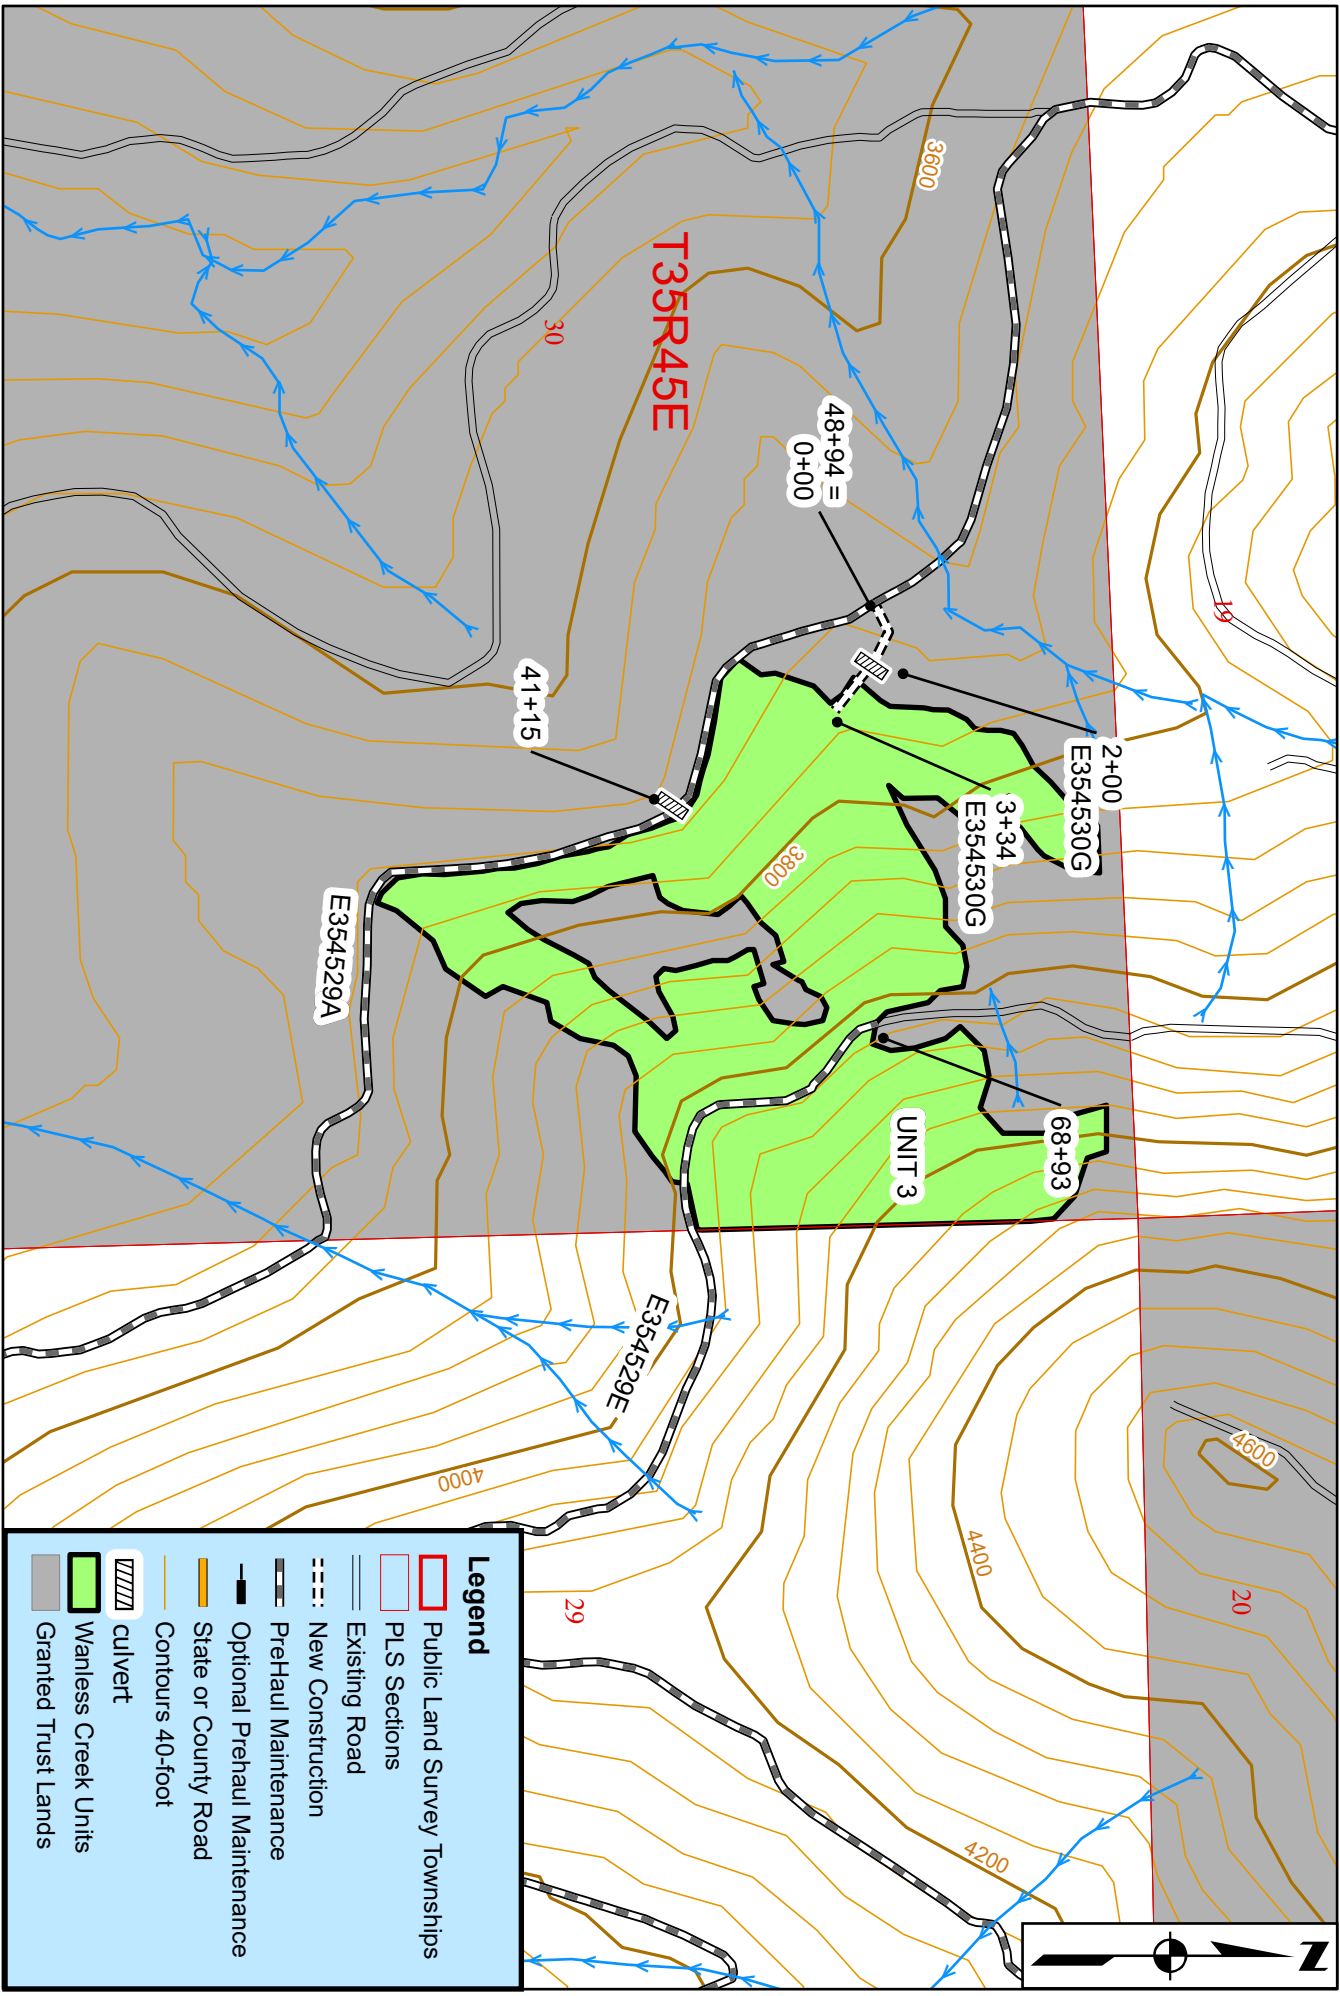 T35R45E
30
19
20
29
3600
3800
4000
4200
4400
4600
48+94 =
0+00
41+15
2+00
E354530G
3+34
E354530G
68+93
UNIT 3
E354529A
E354529E
N
Legend
Public Land Survey Townships
PLS Sections
Existing Road
New Construction
PreHaul Maintenance
Optional Prehaul Maintenance
State or County Road
Contours 40-foot
culvert
Wanless Creek Units
Granted Trust Lands